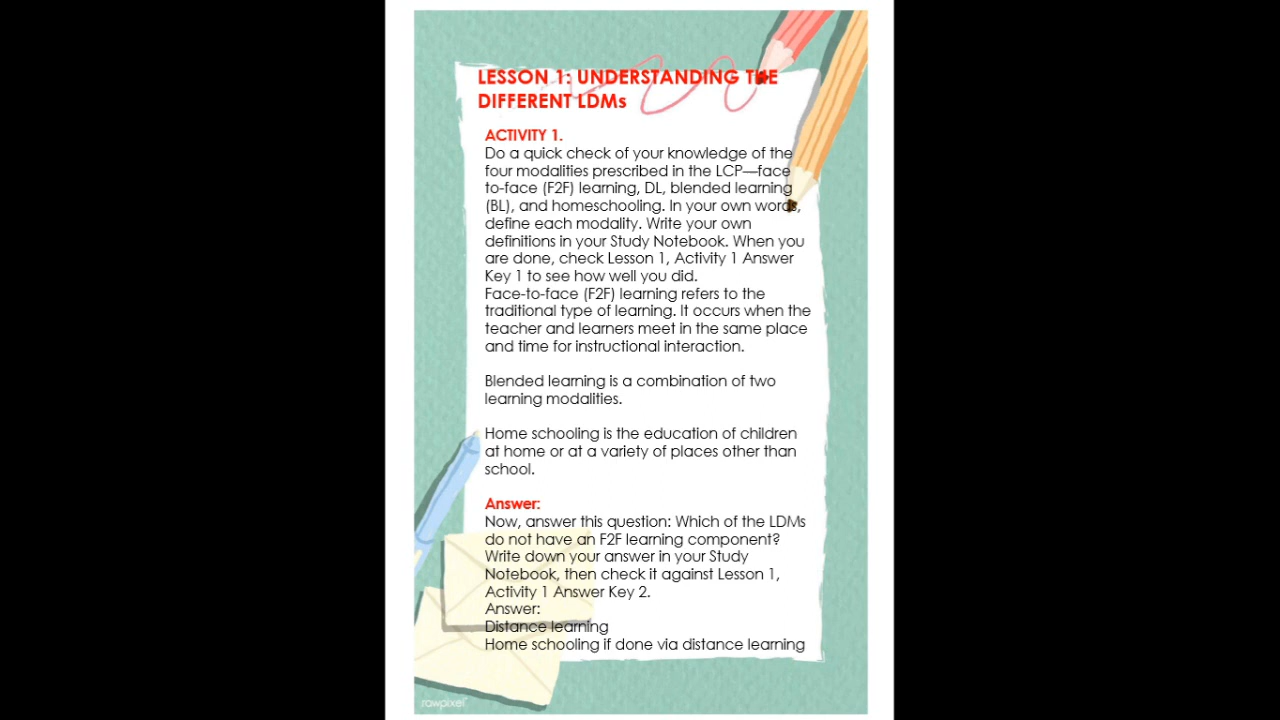 LESSON 1: UNDERSTANDING THE
DIFFERENT LDMs
ACTIVITY 1.
Do a quick check of your knowledge of the
four modalities prescribed in the LCP—face
to-face (F2F) learning, DL, blended learning
(BL), and homeschooling. In your own words,
define each modality. Write your own
definitions in your Study Notebook. When you
are done, check Lesson 1, Activity 1 Answer
Key 1 to see how well you did.
Face-to-face (F2F) learning refers to the
traditional type of learning. It occurs when the
teacher and learners meet in the same place
and time for instructional interaction.
Blended learning is a combination of two
learning modalities.
Home schooling is the education of children
at home or at a variety of places other than
school.
Answer:
Now, answer this question: Which of the LDMs
do not have an F2F learning component?
Write down your answer in your Study
Notebook, then check it against Lesson 1,
Activity 1 Answer Key 2.
Answer:
Distance learning
Home schooling if done via distance learning
rawpixel